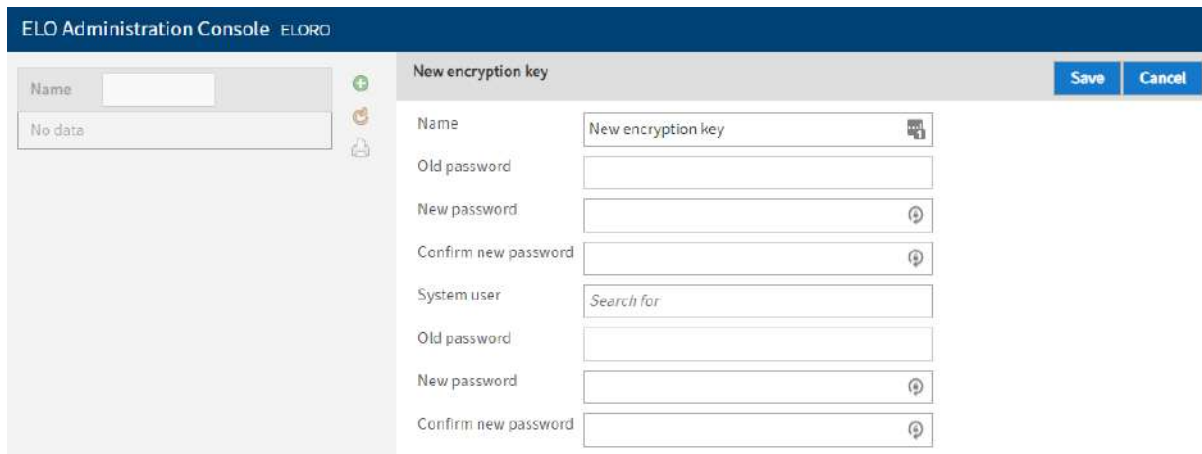 ELO Administration Console ELORO
Name
No data
New encryption key
Save Cancel
Name New encryption key
Old password
New password
Confirm new password
System user Search for
Old password
New password
Confirm new password